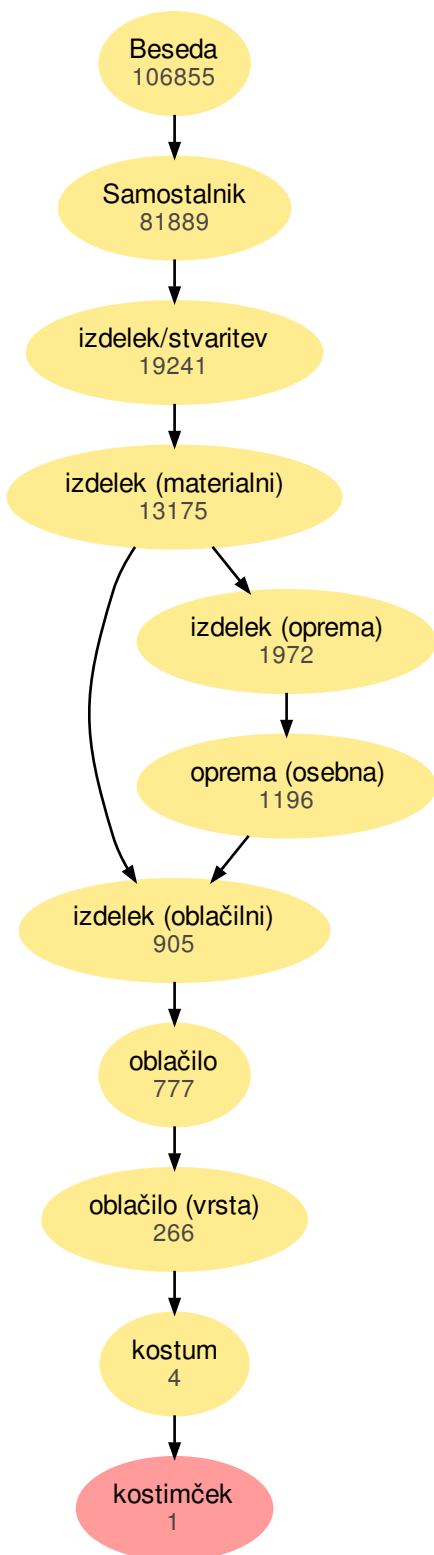 Beseda
106855
Samostalnik
81889
izdelek/stvaritev
19241
izdelek (materialni)
13175
izdelek (oprema)
1972
oprema (osebna)
1196
izdelek (oblačilni)
905
oblačilo
777
oblačilo (vrsta)
266
kostum
4
kostimček
1